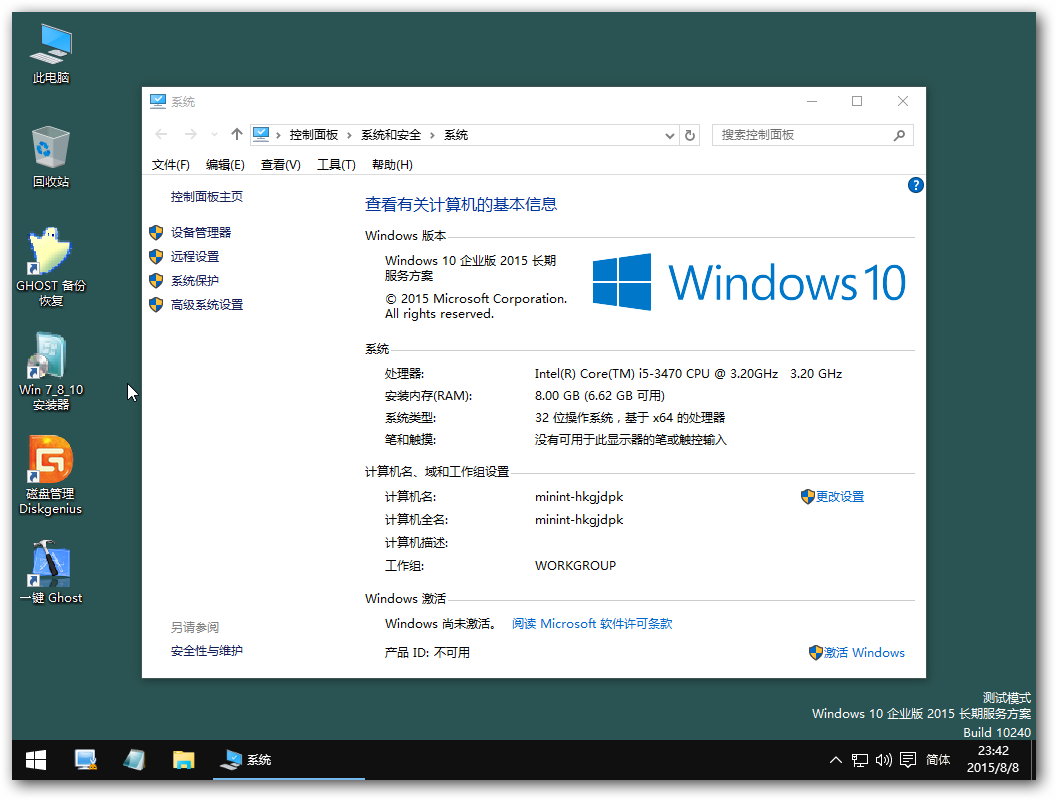 此电脑
回收站
GHOST 备份
恢复
Win 7_8_10
安装器
磁盘管理
Diskgenius
一键 Ghost
系统
控制面板 › 系统和安全 › 系统
搜索控制面板
文件(F) 编辑(E) 查看(V) 工具(T) 帮助(H)
控制面板主页
设备管理器
远程设置
系统保护
高级系统设置
另请参阅
安全性与维护
查看有关计算机的基本信息
Windows 版本
Windows 10 企业版 2015 长期
服务方案
© 2015 Microsoft Corporation.
All rights reserved.
Windows 10
系统
处理器: Intel(R) Core(TM) i5-3470 CPU @ 3.20GHz 3.20 GHz
安装内存(RAM): 8.00 GB (6.62 GB 可用)
系统类型: 32 位操作系统，基于 x64 的处理器
笔和触摸: 没有可用于此显示器的笔或触控输入
计算机名、域和工作组设置
计算机名: minint-hkgjdpk 更改设置
计算机全名: minint-hkgjdpk
计算机描述:
工作组: WORKGROUP
Windows 激活
Windows 尚未激活。 阅读 Microsoft 软件许可条款
产品 ID: 不可用 激活 Windows
测试模式
Windows 10 企业版 2015 长期服务方案
Build 10240
系统
简体
23:42
2015/8/8